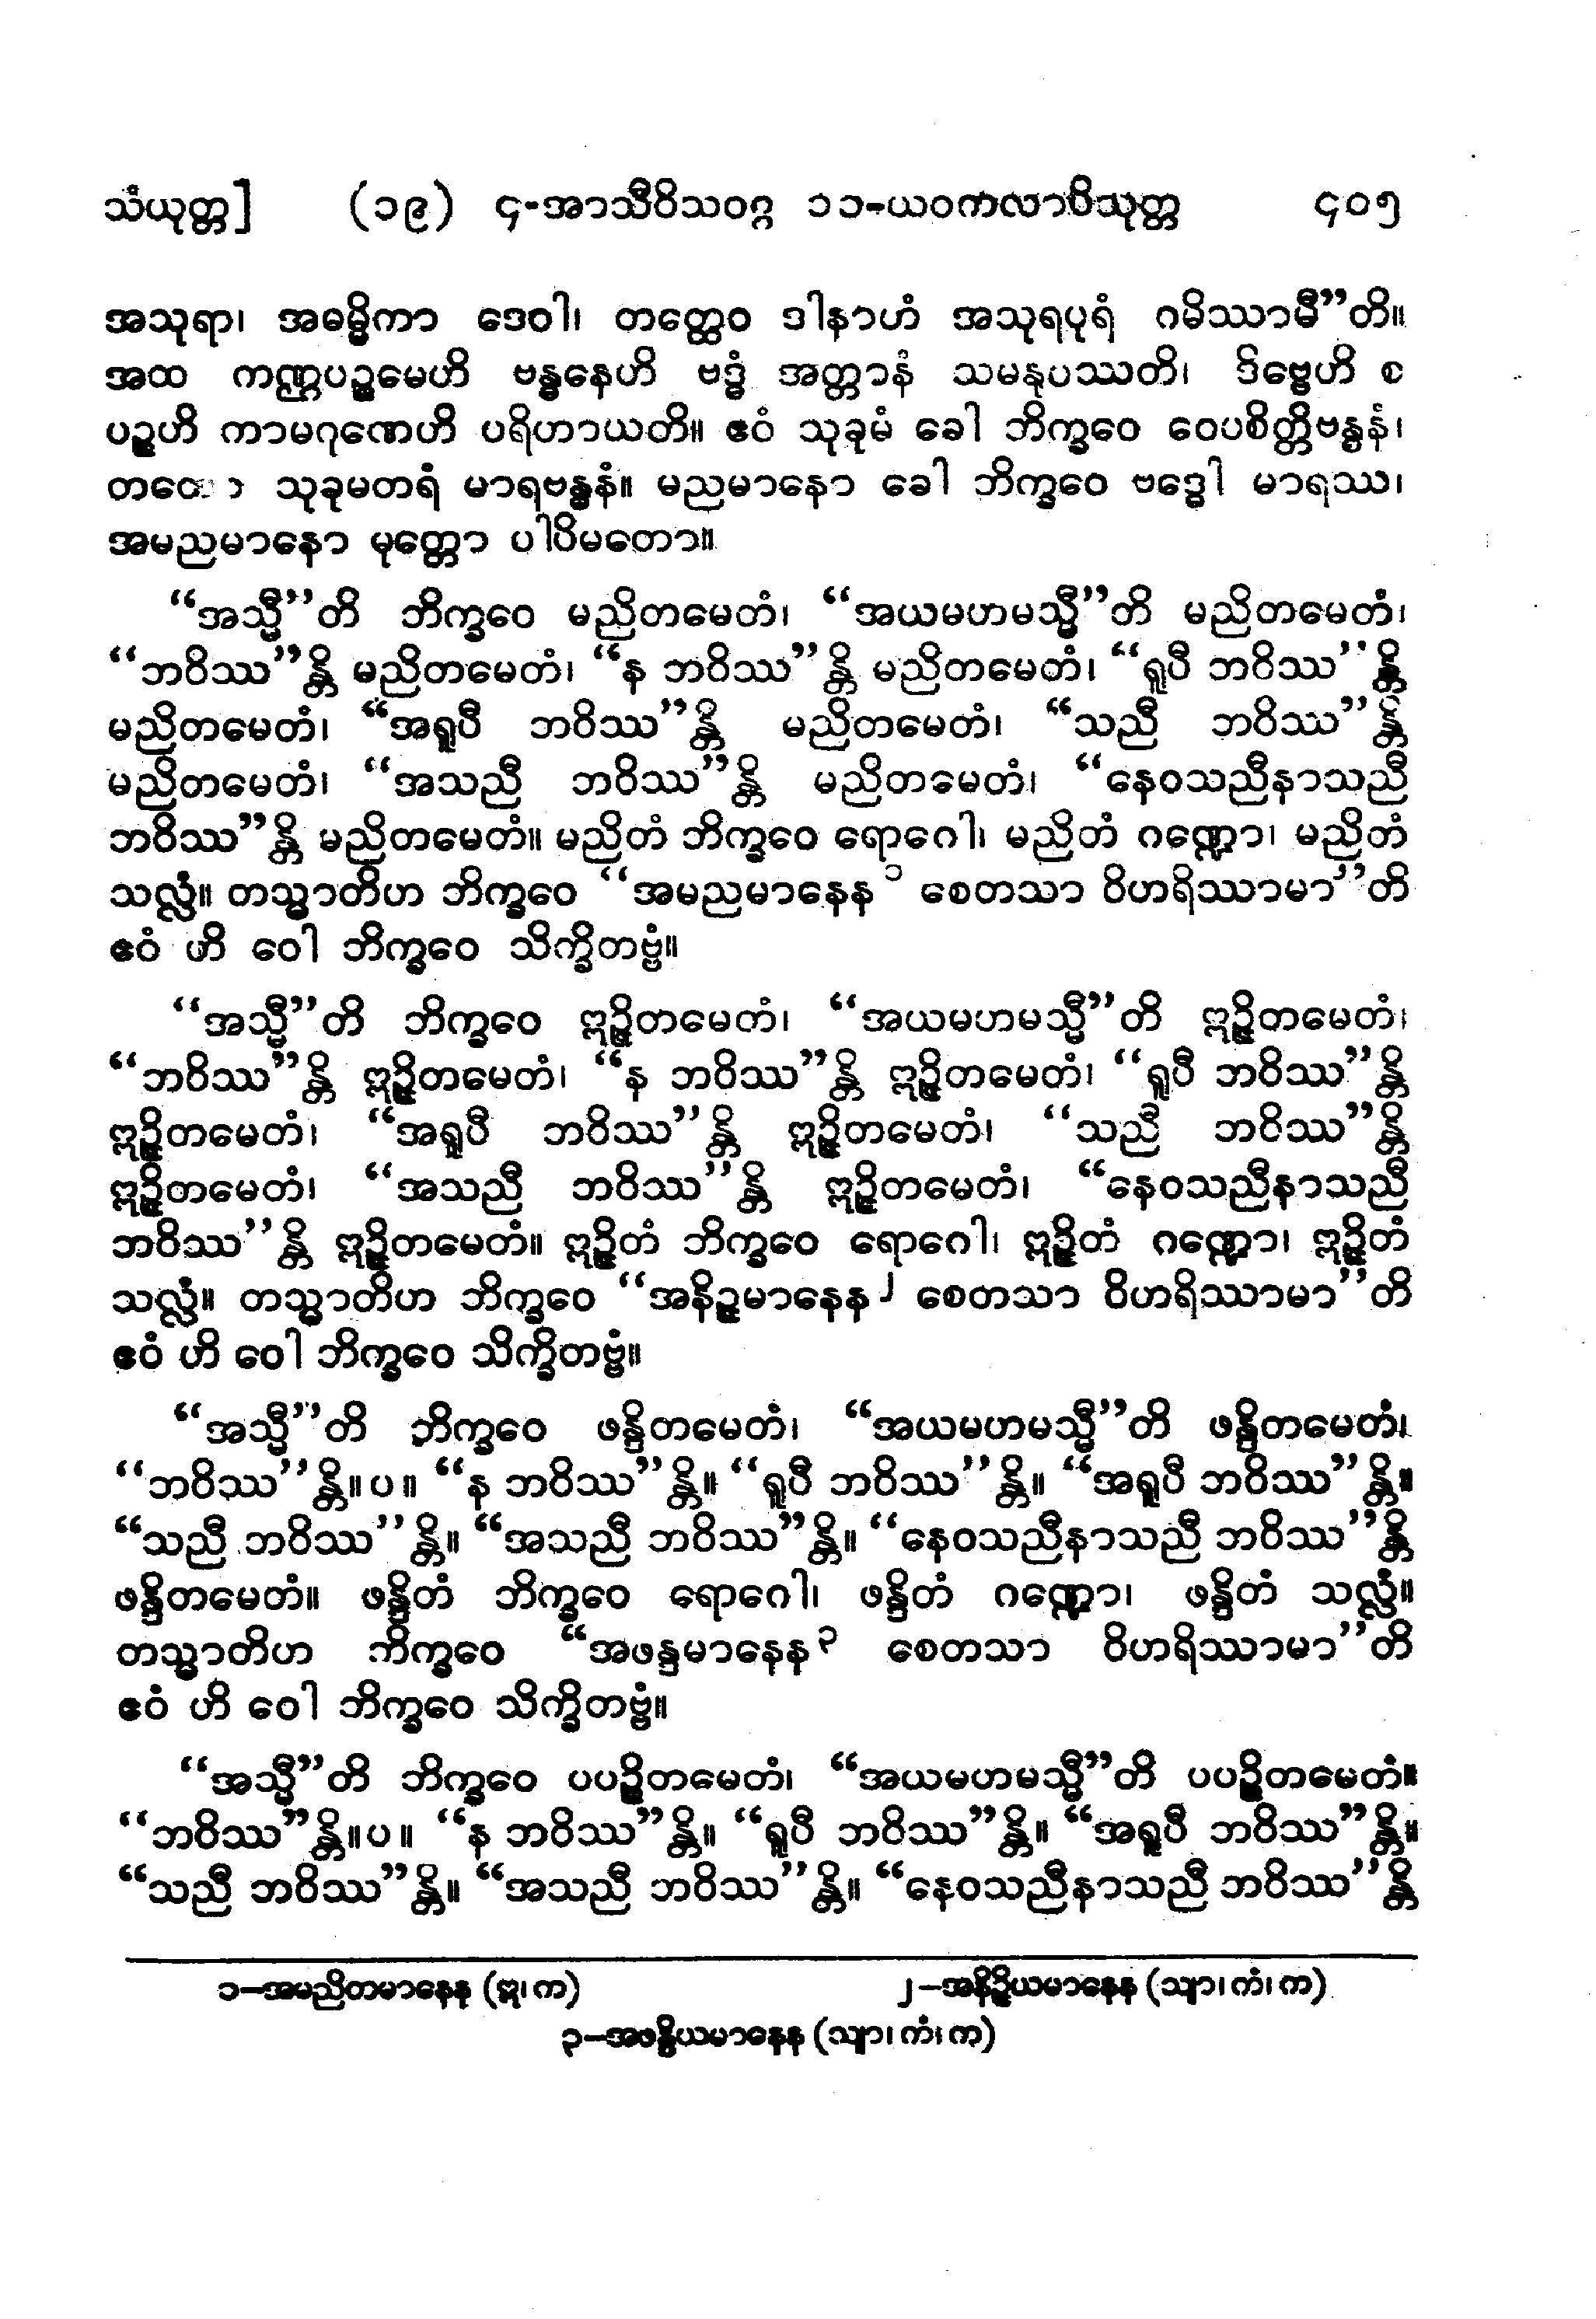 သံယုတ္တ] (၁၉) ၄-အာသီဝိသဝဂ္ဂ ၁၁-ယဝကလာပိသုတ္တ ၄၀၅
အသုရာ၊ အဓမ္မိကာ ဒေဝါ၊ တတ္ထေဝ ဒါနာဟံ အသုရပုရံ ဂမိဿာမီ”တိ။
အထ ကဏ္ဌပဉ္စမေဟိ ဗန္ဓနေဟိ ဗဒ္ဓံ အတ္တာနံ သမနုပဿတိ၊ ဒိဗ္ဗေဟိ စ
ပဉ္စဟိ ကာမဂုဏေဟိ ပရိဟာယတိ။ ဧဝံ သုခုမံ ခေါ ဘိက္ခဝေ ဝေပစိတ္တိဗန္ဓနံ၊
သုခုမတရံ မာရဗန္ဓနံ။ မညမာနော ခေါ ဘိက္ခဝေ ဗဒ္ဓေါ မာရဿ၊
အမညမာနော မုတ္တော ပါပိမတော။
“အသ္မီ”တိ ဘိက္ခဝေ မညိတမေတံ၊ “အယမဟမသ္မီ”တိ မညိတမေတံ၊
“ဘဝိဿ”န္တိ မညိတမေတံ၊ “န ဘဝိဿ”န္တိ မညိတမေတံ၊ “ရူပီ ဘဝိဿ”န္တိ
မညိတမေတံ၊ “အရူပီ ဘဝိဿ”န္တိ မညိတမေတံ၊ “သညီ ဘဝိဿ”န္တိ
မညိတမေတံ၊ “အသညီ ဘဝိဿ”န္တိ မညိတမေတံ၊ “နေဝသညီနာသညီ
ဘဝိဿ”န္တိ မညိတမေတံ။ မညိတံ ဘိက္ခဝေ ရောဂေါ၊ မညိတံ ဂဏ္ဍော၊ မညိတံ
သလ္လံ။ တသ္မာတိဟ ဘိက္ခဝေ “အမညမာနေန၁ စေတသာ ဝိဟရိဿာမာ”တိ
ဧဝံ ဟိ ဝေါ ဘိက္ခဝေ သိက္ခိတဗ္ဗံ။
“အသ္မီ”တိ ဘိက္ခဝေ ဣဉ္ဇိတမေတံ၊ “အယမဟမသ္မီ”တိ ဣဉ္ဇိတမေတံ၊
“ဘဝိဿ”န္တိ ဣဉ္ဇိတမေတံ၊ “န ဘဝိဿ”န္တိ ဣဉ္ဇိတမေတံ၊ “ရူပီ ဘဝိဿ”န္တိ
ဣဉ္ဇိတမေတံ၊ “အရူပီ ဘဝိဿ”န္တိ ဣဉ္ဇိတမေတံ၊ “သညီ ဘဝိဿ”န္တိ
ဣဉ္ဇိတမေတံ၊ “အသညီ ဘဝိဿ”န္တိ ဣဉ္ဇိတမေတံ၊ “နေဝသညီနာသညီ
ဘဝိဿ”န္တိ ဣဉ္ဇိတမေတံ။ ဣဉ္ဇိတံ ဘိက္ခဝေ ရောဂေါ၊ ဣဉ္ဇိတံ ဂဏ္ဍော၊ ဣဉ္ဇိတံ
သလ္လံ။ တသ္မာတိဟ ဘိက္ခဝေ “အနိဉ္ဇမာနေန၂ စေတသာ ဝိဟရိဿာမာ”တိ
ဧဝံ ဟိ ဝေါ ဘိက္ခဝေ သိက္ခိတဗ္ဗံ။
“အသ္မီ”တိ ဘိက္ခဝေ ဖန္ဒိတမေတံ၊ “အယမဟမသ္မီ”တိ ဖန္ဒိတမေတံ၊
“ဘဝိဿ”န္တိ။ပ။ “န ဘဝိဿ”န္တိ။ “ရူပီ ဘဝိဿ”န္တိ။ “အရူပီ ဘဝိဿ”န္တိ။
“သညီ ဘဝိဿ”န္တိ။ “အသညီ ဘဝိဿ”န္တိ။ “နေဝသညီနာသညီ ဘဝိဿ”န္တိ
ဖန္ဒိတမေတံ။ ဖန္ဒိတံ ဘိက္ခဝေ ရောဂေါ၊ ဖန္ဒိတံ ဂဏ္ဍော၊ ဖန္ဒိတံ သလ္လံ။
တသ္မာတိဟ ဘိက္ခဝေ “အဖန္ဒမာနေန၃ စေတသာ ဝိဟရိဿာမာ”တိ
ဧဝံ ဟိ ဝေါ ဘိက္ခဝေ သိက္ခိတဗ္ဗံ။
“အသ္မီ”တိ ဘိက္ခဝေ ပပဉ္စိတမေတံ၊ “အယမဟမသ္မီ”တိ ပပဉ္စိတမေတံ။
“ဘဝိဿ”န္တိ။ပ။ “န ဘဝိဿ”န္တိ။ “ရူပီ ဘဝိဿ”န္တိ။ “အရူပီ ဘဝိဿ”န္တိ။
“သညီ ဘဝိဿ”န္တိ။ “အသညီ ဘဝိဿ”န္တိ။ “နေဝသညီနာသညီ ဘဝိဿ”န္တိ
၁–အမညိတမာနေန (ဣ၊ က) ၂–အနိဉ္ဇိယမာနေန (သျာ၊ ကံ၊ က)
၃–အဖန္ဒိယမာနေန (သျာ၊ ကံ၊ က)